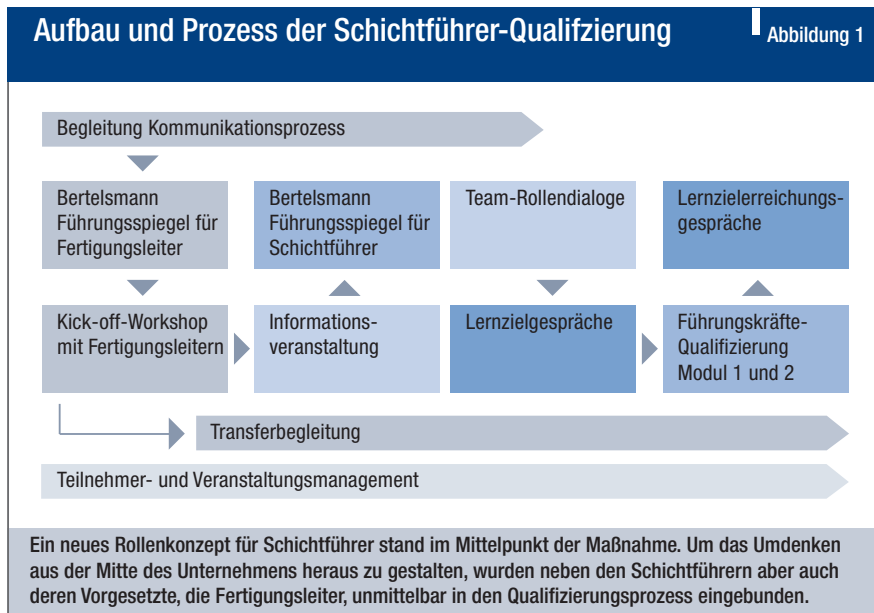 Aufbau und Prozess der Schichtführer-Qualifzierung
Abbildung 1
Begleitung Kommunikationsprozess
Bertelsmann
Führungsspiegel für
Fertigungsleiter
Bertelsmann
Führungsspiegel für
Schichtführer
Team-Rollendialoge
Lernzielerreichungs-
gespräche
Kick-off-Workshop
mit Fertigungsleitern
Informations-
veranstaltung
Lernzielgespräche
Führungskräfte-
Qualifizierung
Modul 1 und 2
Transferbegleitung
Teilnehmer- und Veranstaltungsmanagement
Ein neues Rollenkonzept für Schichtführer stand im Mittelpunkt der Maßnahme. Um das Umdenken
aus der Mitte des Unternehmens heraus zu gestalten, wurden neben den Schichtführern aber auch
deren Vorgesetzte, die Fertigungsleiter, unmittelbar in den Qualifizierungsprozess eingebunden.